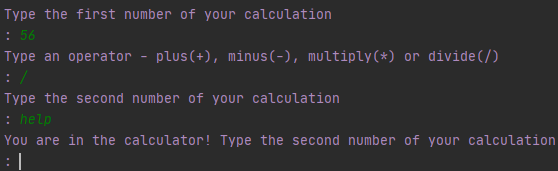 Type the first number of your calculation
: 56
Type an operator - plus(+), minus(-), multiply(*) or divide(/)
: /
Type the second number of your calculation
: help
You are in the calculator! Type the second number of your calculation
: